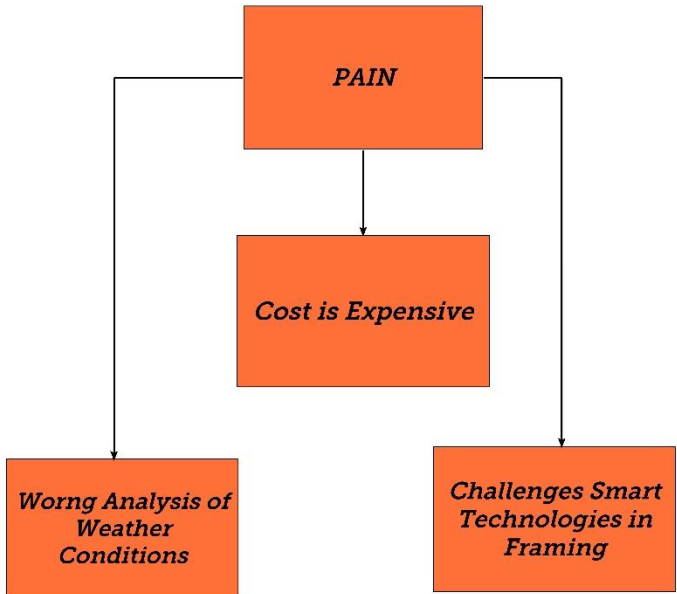 PAIN
Cost is Expensive
Worng Analysis of
Weather
Conditions
Challenges Smart
Technologies in
Framing